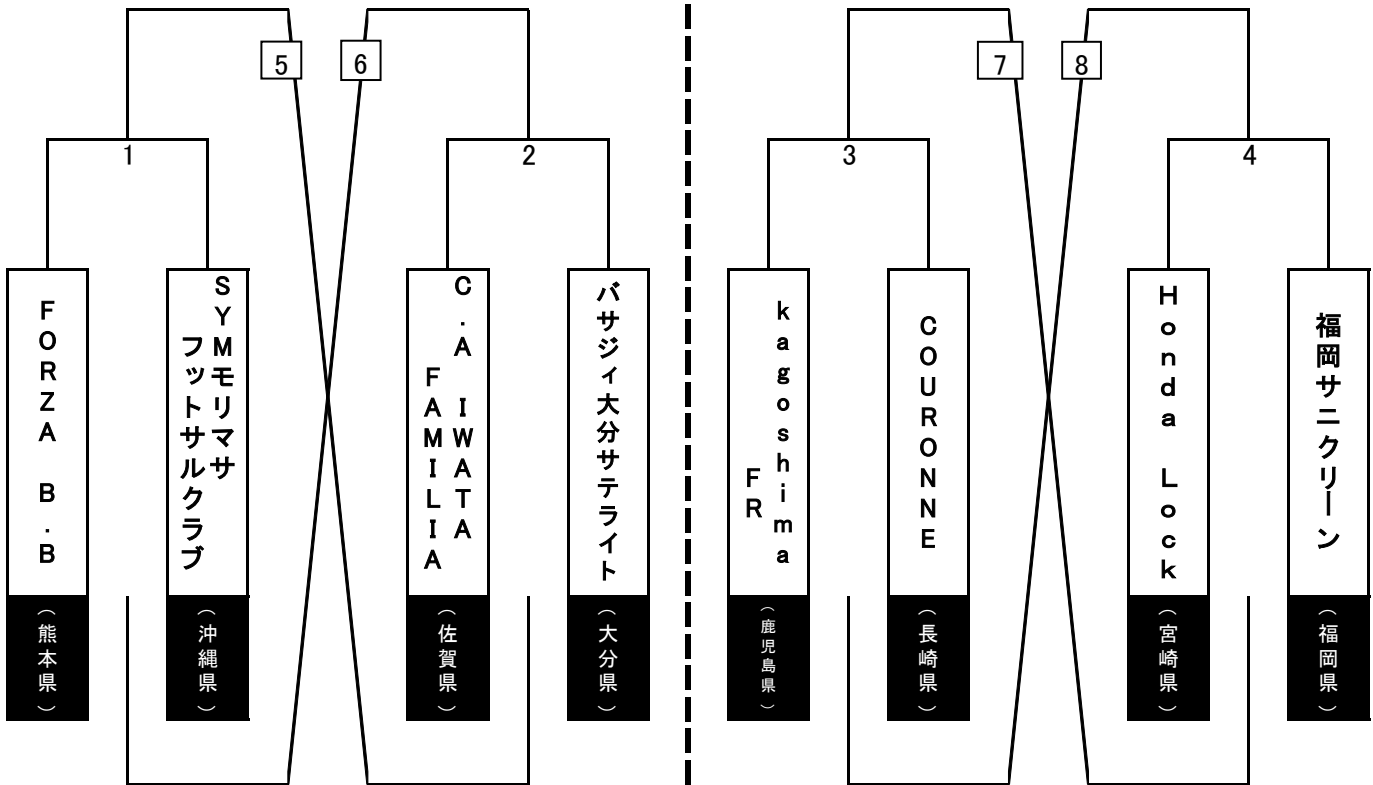 5
6
7
8
1
2
3
4
FORZA B.B
SYMモリマサ
フットサルクラブ
C.A IWATA
FAMILIA
バサジィ大分サテライト
kagoshima
FR
COURONNE
Honda Lock
福岡サニクリーン
(熊本県)
(沖縄県)
(佐賀県)
(大分県)
(鹿児島県)
(長崎県)
(宮崎県)
(福岡県)